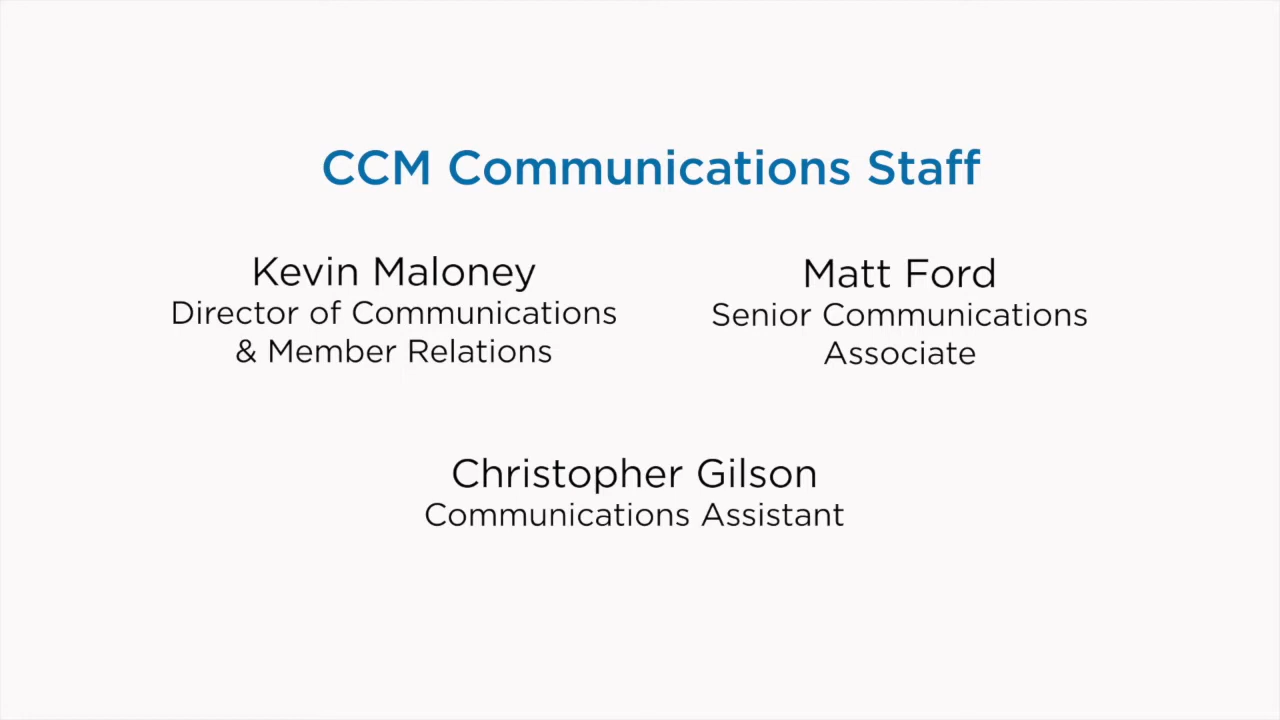 CCM Communications Staff
Kevin Maloney
Director of Communications
& Member Relations
Matt Ford
Senior Communications
Associate
Christopher Gilson
Communications Assistant